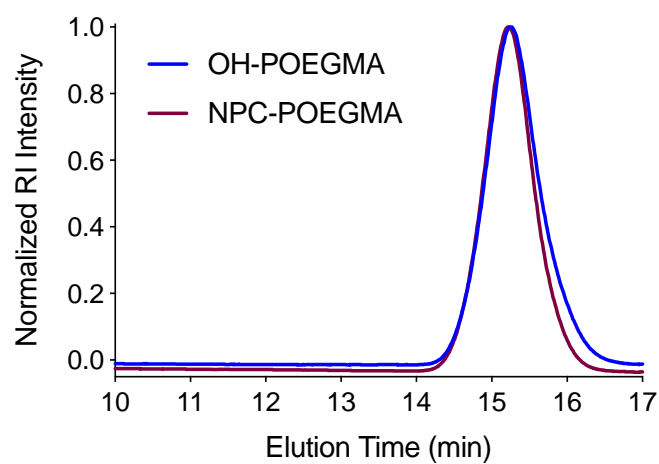 1.0
0.8
0.6
0.4
0.2
0.0
Normalized RI Intensity
OH-POEGMA
NPC-POEGMA
10 11 12 13 14 15 16 17
Elution Time (min)